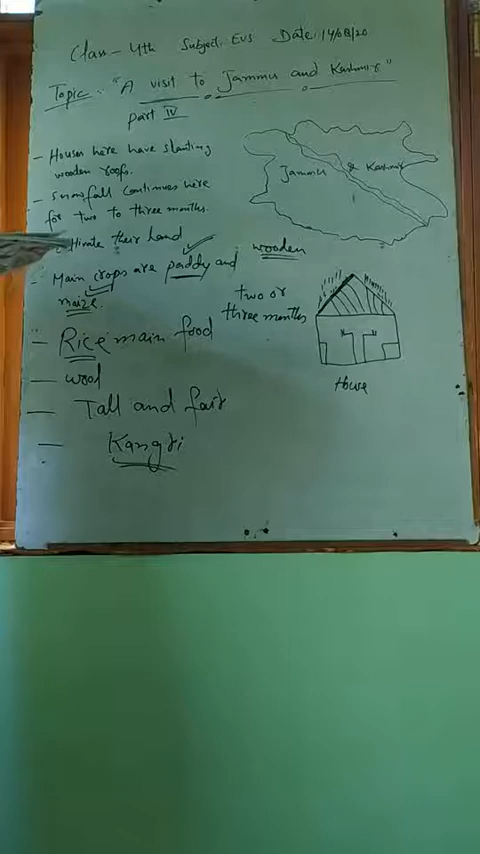 Class - 4th Subject. EVS Date: 14/08/20
Topic: "A visit to Jammu and Kashmir"
part IV
- Houses here have slanting
wooden roofs.
- Snowfall continues here
for two to three months.
their land
- Main crops are paddy and
maize.
- Rice main food
- wool
- Tall and fair
- Kangri
Jammu & Kashmir
wooden
two or
three months
House